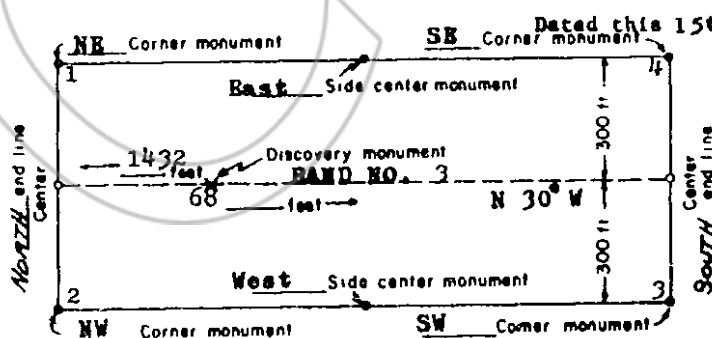 Dated this 15t
NE Corner monument
SE Corner monument
1
4
East Side center monument
300 ft
1432 feet
Discovery monument
BAND NO. 3
68 feet
N 30° W
NORTH end line
Center
Center
SOUTH end line
300 ft
West Side center monument
2
3
NW Corner monument
SW Corner monument